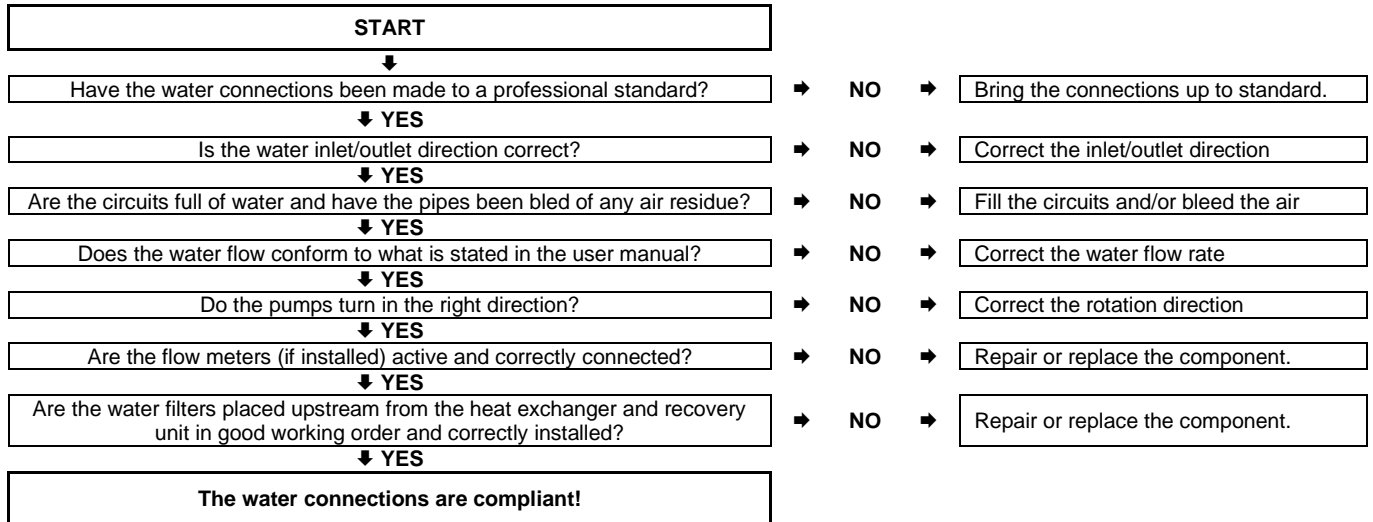 START
Have the water connections been made to a professional standard? NO Bring the connections up to standard.
YES
Is the water inlet/outlet direction correct? NO Correct the inlet/outlet direction
YES
Are the circuits full of water and have the pipes been bled of any air residue? NO Fill the circuits and/or bleed the air
YES
Does the water flow conform to what is stated in the user manual? NO Correct the water flow rate
YES
Do the pumps turn in the right direction? NO Correct the rotation direction
YES
Are the flow meters (if installed) active and correctly connected? NO Repair or replace the component.
YES
Are the water filters placed upstream from the heat exchanger and recovery
unit in good working order and correctly installed? NO Repair or replace the component.
YES
The water connections are compliant!